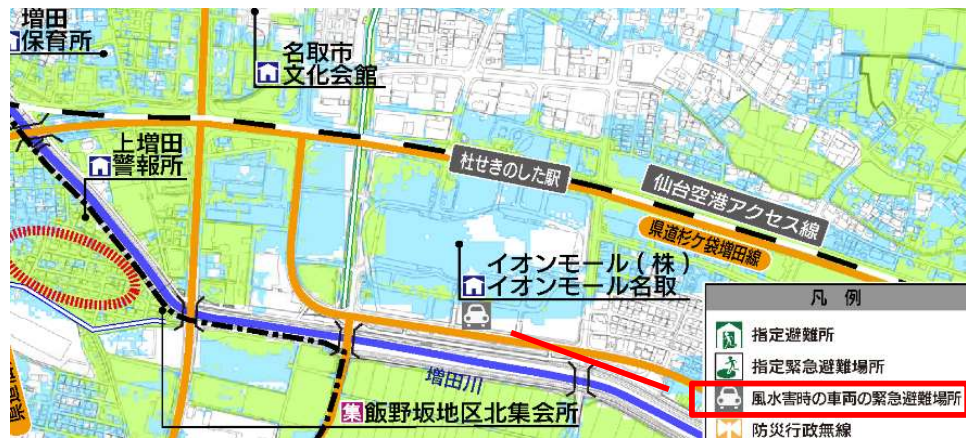 増田
保育所
名取市
文化会館
上増田
警報所
杜せきのした駅
仙台空港アクセス線
県道杉ケ袋増田線
イオンモール(株)
イオンモール名取
増田川
集飯野坂地区北集会所
県道
凡 例
指定避難所
指定緊急避難場所
風水害時の車両の緊急避難場所
防災行政無線